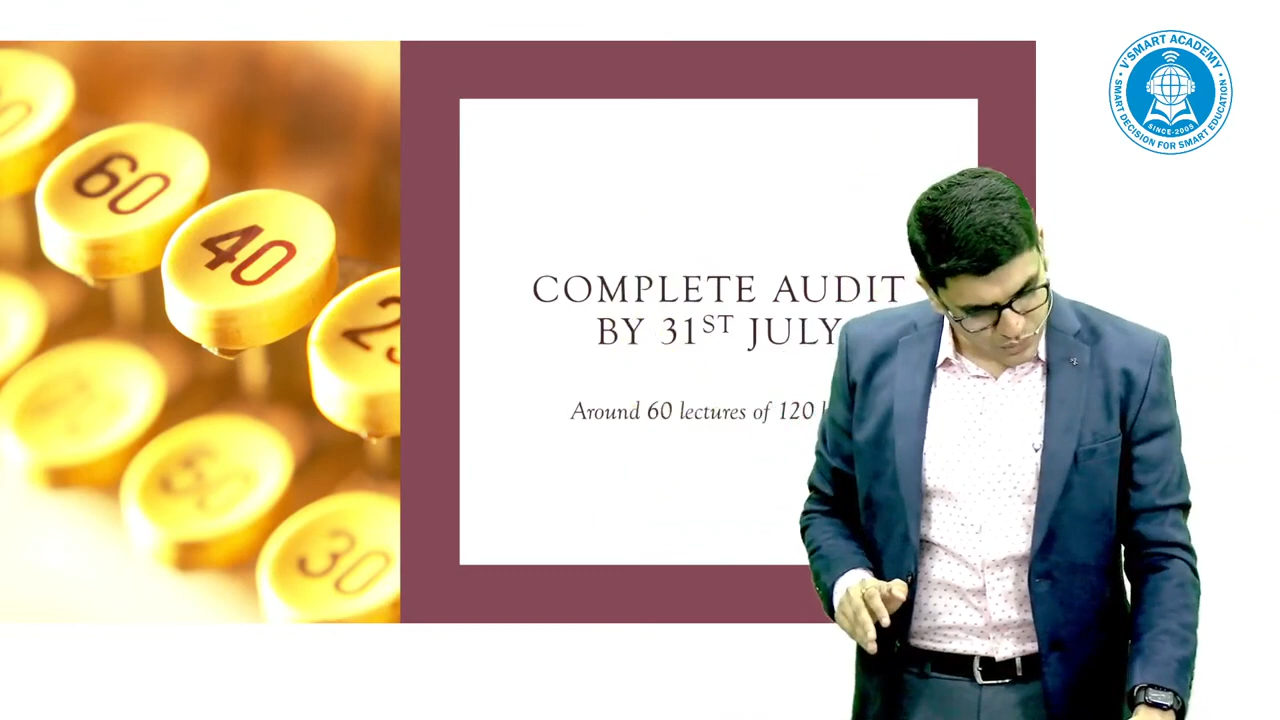 V'SMART ACADEMY
SMART DECISION FOR SMART EDUCATION
SINCE-2005
60
40
30
COMPLETE AUDIT
BY 31ST JULY
Around 60 lectures of 120